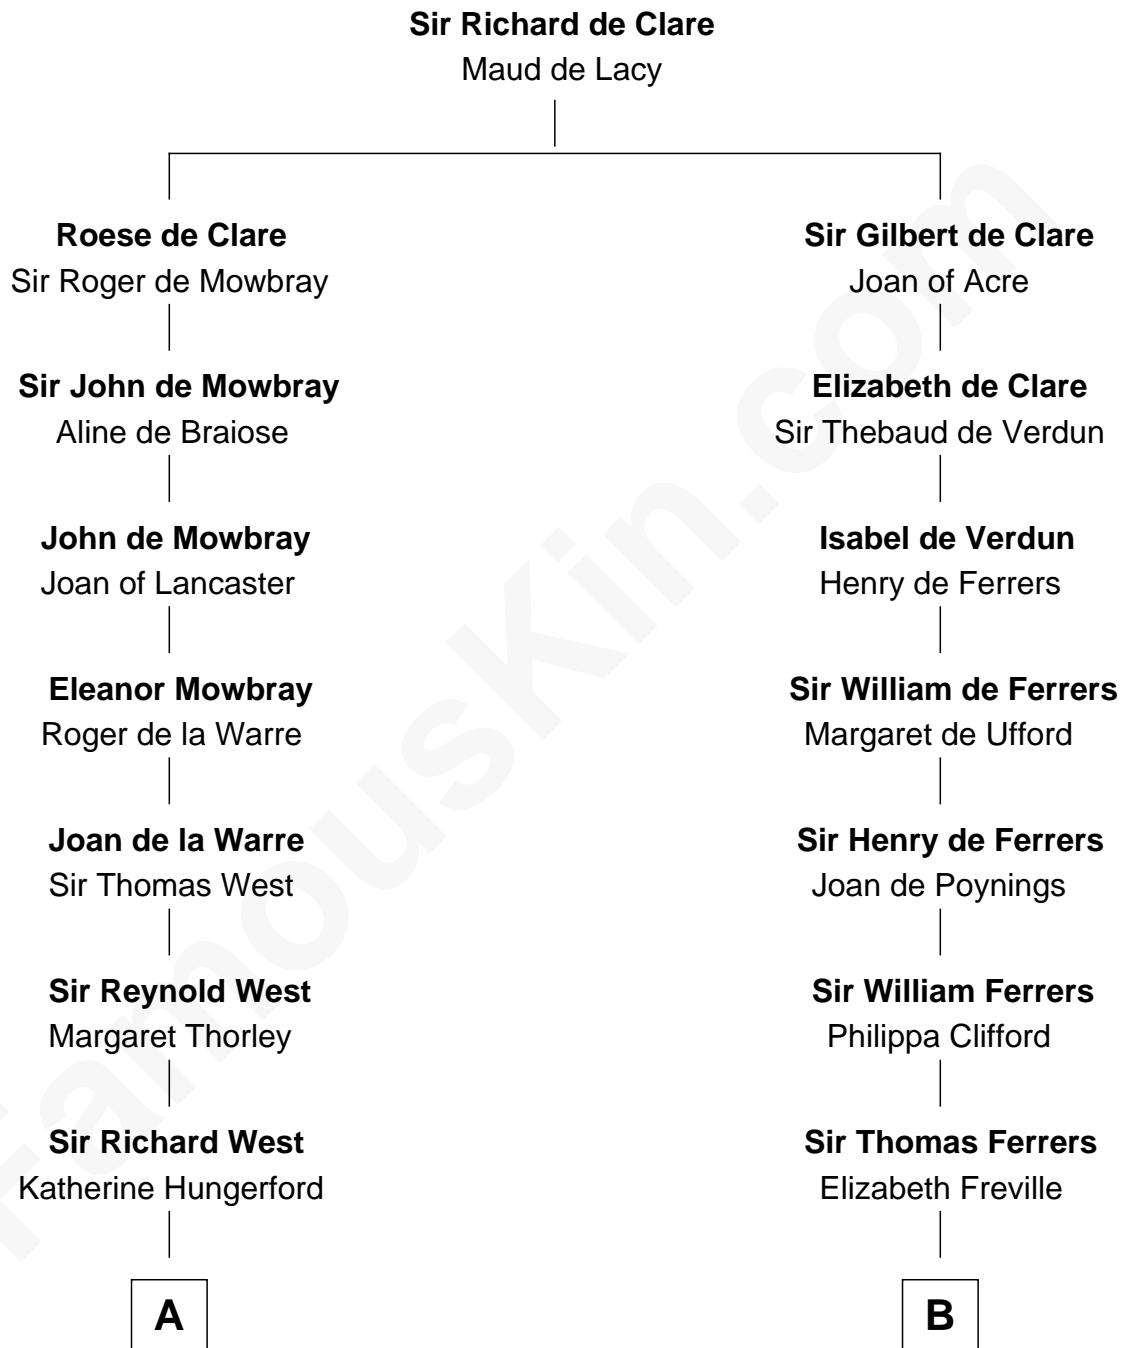 Sir Richard de Clare
Maud de Lacy
Roese de Clare
Sir Roger de Mowbray
Sir Gilbert de Clare
Joan of Acre
Sir John de Mowbray
Aline de Braiose
Elizabeth de Clare
Sir Thebaud de Verdun
John de Mowbray
Joan of Lancaster
Isabel de Verdun
Henry de Ferrers
Eleanor Mowbray
Roger de la Warre
Sir William de Ferrers
Margaret de Ufford
Joan de la Warre
Sir Thomas West
Sir Henry de Ferrers
Joan de Poynings
Sir Reynold West
Margaret Thorley
Sir William Ferrers
Philippa Clifford
Sir Richard West
Katherine Hungerford
Sir Thomas Ferrers
Elizabeth Freville
A
B
FamousKin.com